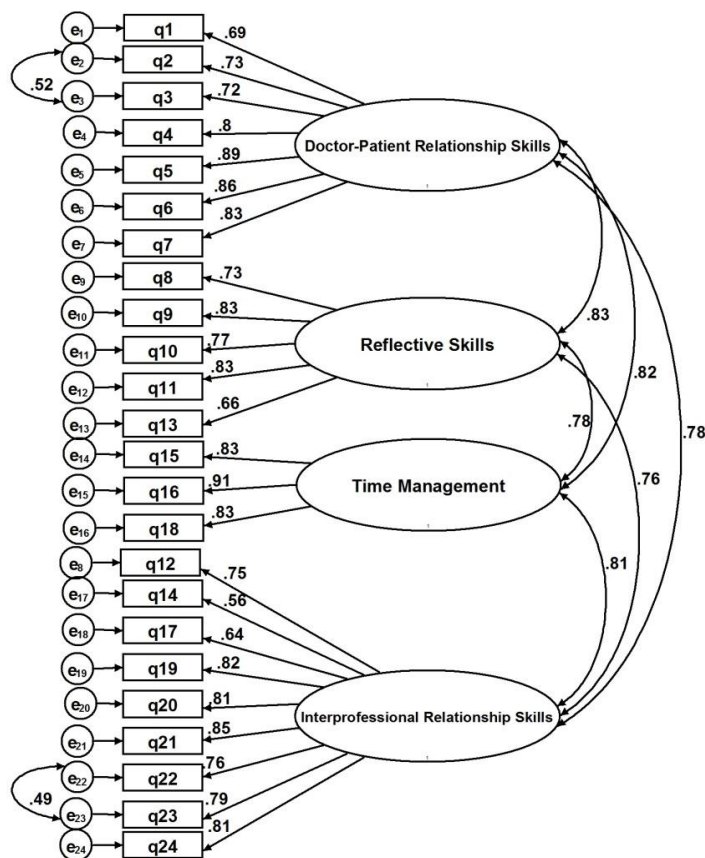 e1 q1 .69
e2 q2 .73
.52
e3 q3 .72
e4 q4 .8
Doctor-Patient Relationship Skills
e5 q5 .89
e6 q6 .86
e7 q7 .83
e9 q8 .73
e10 q9 .83
.83
e11 q10 .77
Reflective Skills
e12 q11 .83
.82
e13 q13 .66
.78
.78
e14 q15 .83
.76
e15 q16 .91
Time Management
e16 q18 .83
e8 q12 .75
.81
e17 q14 .56
e18 q17 .64
e19 q19 .82
e20 q20 .81
Interprofessional Relationship Skills
e21 q21 .85
e22 q22 .76
.49
e23 q23 .79
e24 q24 .81